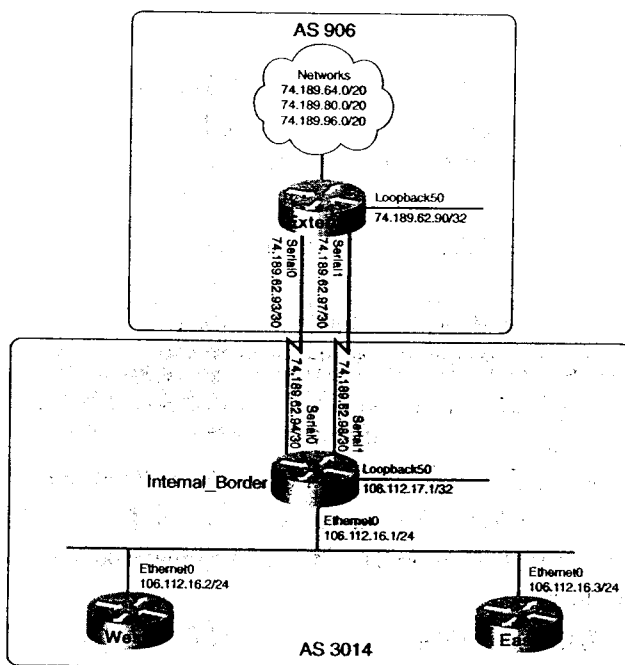 AS 906
Networks
74.189.64.0/20
74.189.80.0/20
74.189.96.0/20
Loopback50
74.189.62.90/32
Serial0
74.189.62.93/30
Serial1
74.189.62.97/30
Serial0
74.189.62.94/30
Serial1
74.189.62.98/30
Internal_Border
Loopback50
106.112.17.1/32
Ethernet0
106.112.16.1/24
Ethernet0
106.112.16.2/24
Ethernet0
106.112.16.3/24
AS 3014